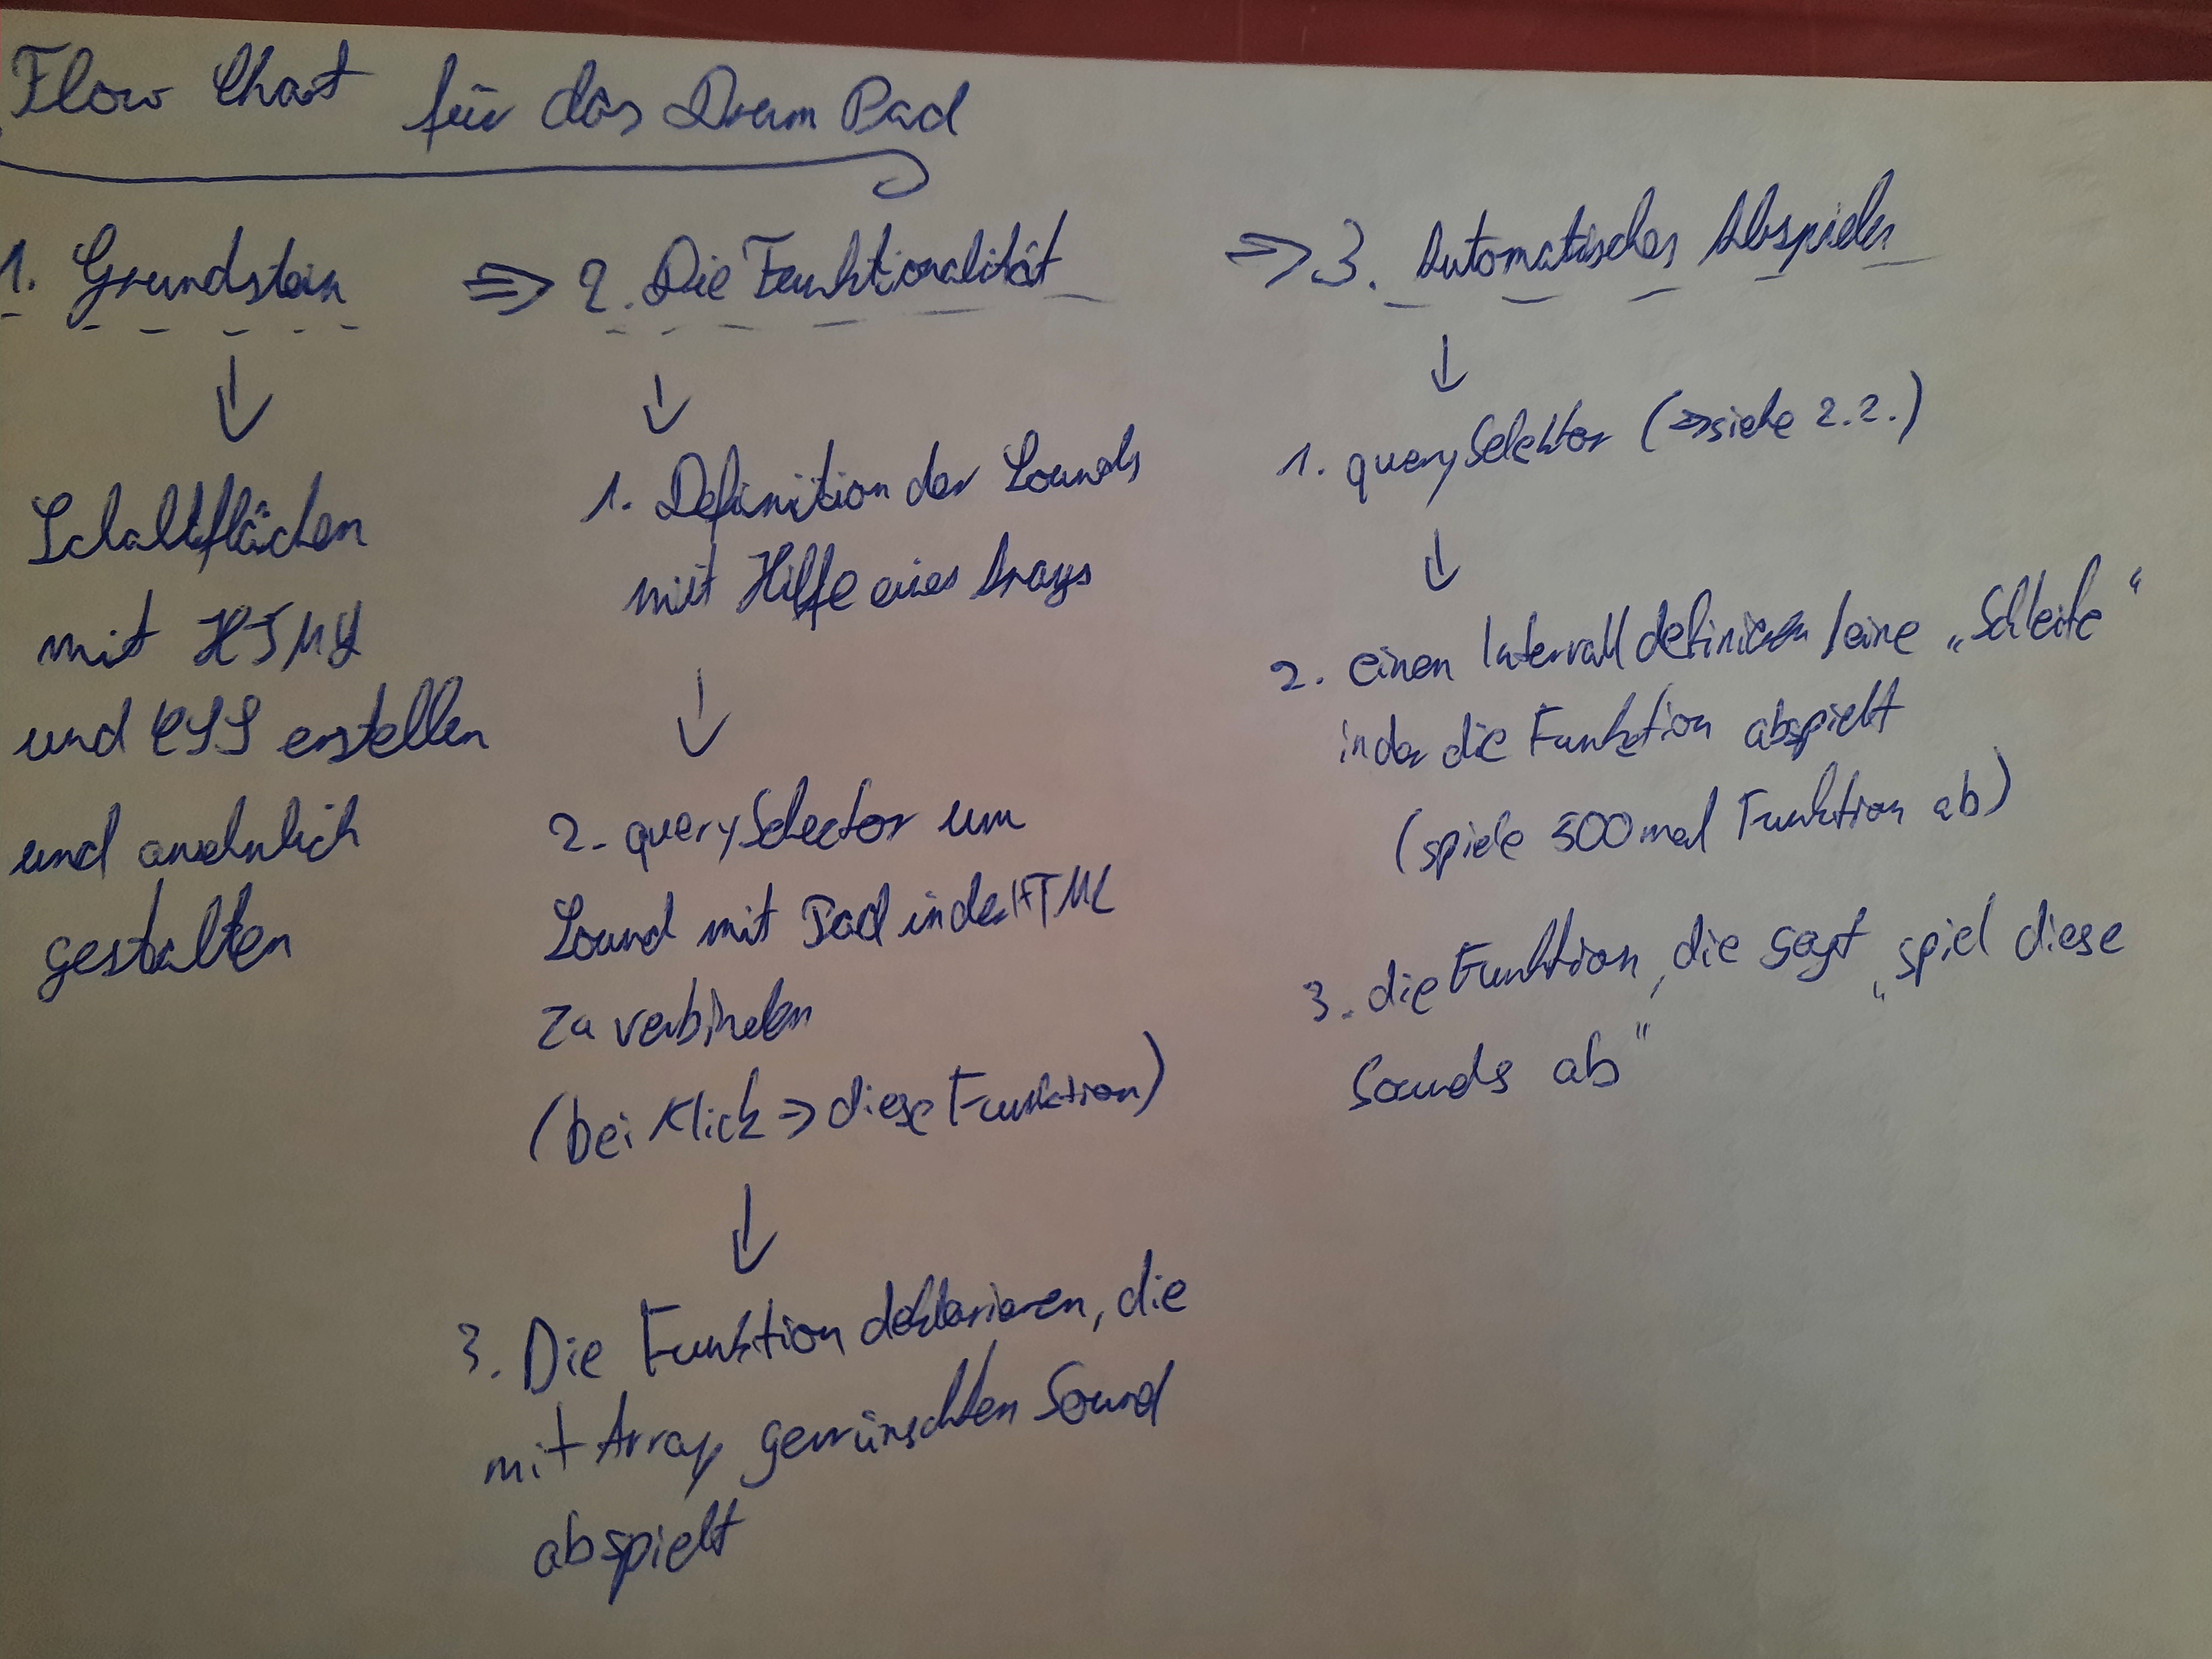 Flow Chart für das Drum Pad
1. Grundstein
⇒ 2. Die Funktionalität
⇒ 3. Automatisches Abspielen
↓
Schaltflächen
mit HTML
und CSS erstellen
und ansehnlich
gestalten
↓
1. Definition der Sounds
mit Hilfe eines Arrays
↓
2. querySelector um
Sound mit Pad in der HTML
zu verbinden
(bei Klick ⇒ diese Funktion)
↓
3. Die Funktion deklarieren, die
mit Array gewünschten Sound
abspielt
↓
1. querySelektor (⇒ siehe 2.2.)
↓
2. einen Intervall definieren / eine „Schleife“
in der die Funktion abspielt
(spiele 500 mal Funktion ab)
3. die Funktion, die sagt „spiel diese
Sounds ab“